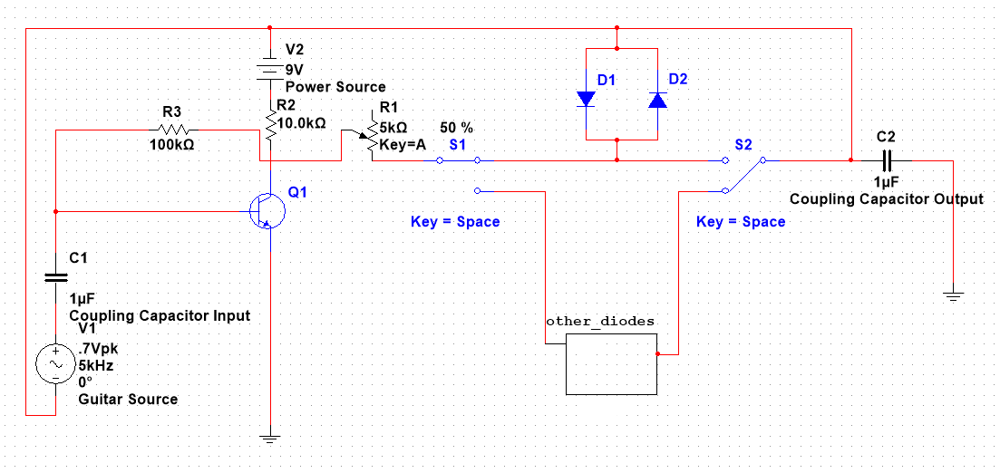 V2
9V
Power Source
R2
10.0kΩ
R3
100kΩ
R1
5kΩ
Key=A
50 %
S1
Key = Space
D1
D2
S2
Key = Space
C2
1µF
Coupling Capacitor Output
Q1
C1
1µF
Coupling Capacitor Input
V1
.7Vpk
5kHz
0°
Guitar Source
other_diodes